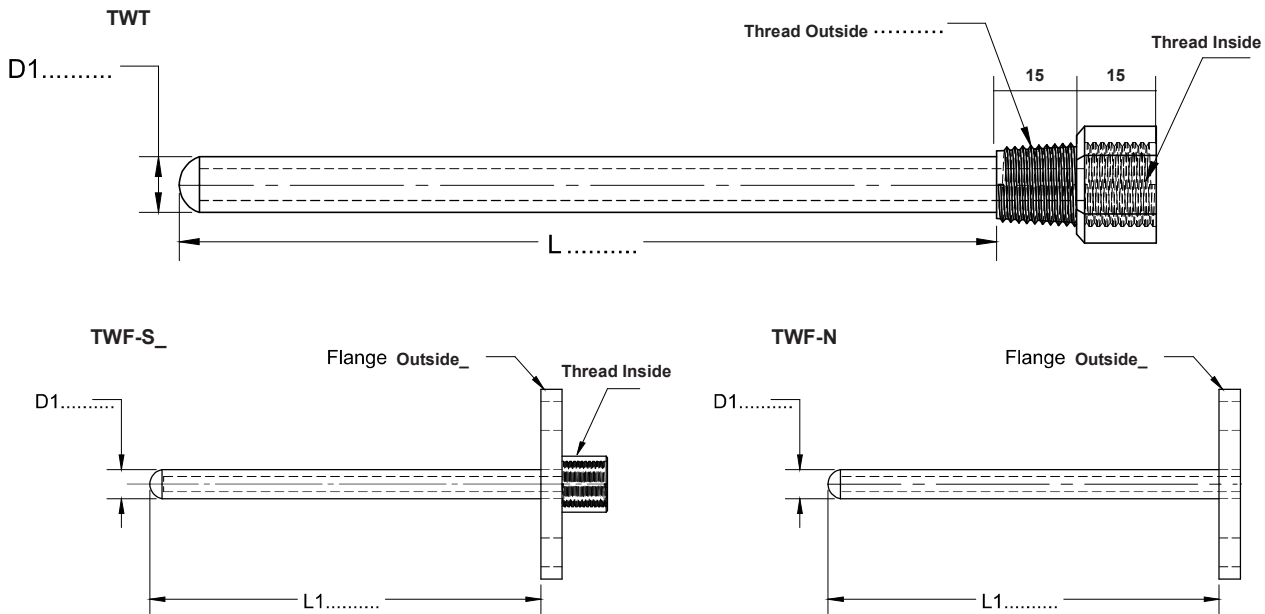 TWT
Thread Outside ..........
Thread Inside
D1..........
15
15
L ..........
TWF-S_
TWF-N
Flange Outside_
Thread Inside
Flange Outside_
D1..........
D1..........
L1..........
L1..........